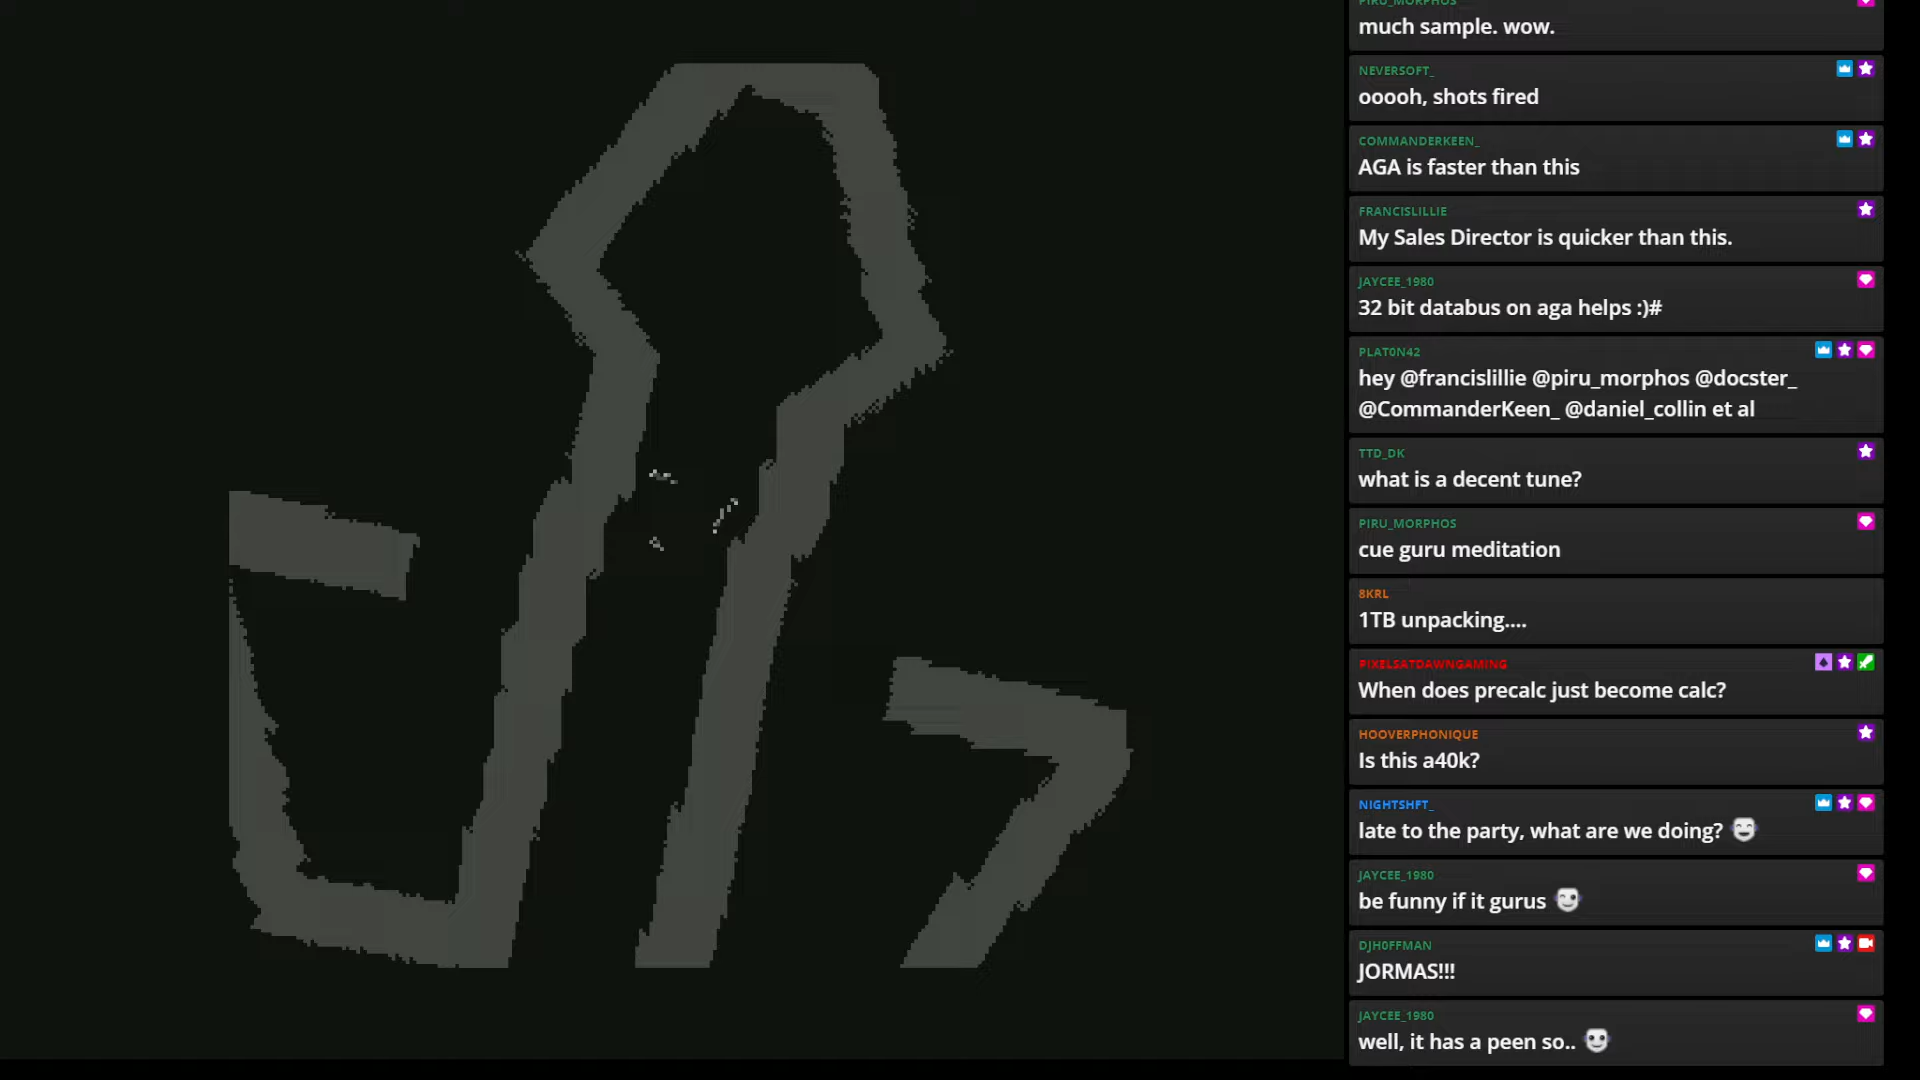 PIRU_MORPHOS
much sample. wow.
NEVERSOFT_
ooooh, shots fired
COMMANDERKEEN_
AGA is faster than this
FRANCISLILLIE
My Sales Director is quicker than this.
JAYCEE_1980
32 bit databus on aga helps :)#
PLAT0N42
hey @francislillie @piru_morphos @docster_
@CommanderKeen_ @daniel_collin et al
TTD_DK
what is a decent tune?
PIRU_MORPHOS
cue guru meditation
8KRL
1TB unpacking....
PIXELSATDAWNGAMING
When does precalc just become calc?
HOOVERPHONIQUE
Is this a40k?
NIGHTSHFT_
late to the party, what are we doing?
JAYCEE_1980
be funny if it gurus
DJH0FFMAN
JORMAS!!!
JAYCEE_1980
well, it has a peen so..